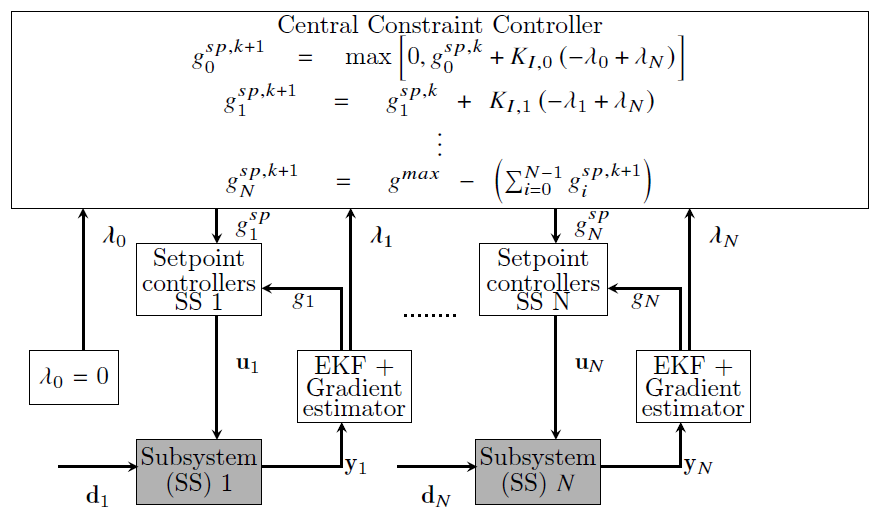 Central Constraint Controller
g_0^{sp,k+1} = max [0, g_0^{sp,k} + K_{I,0} (−λ_0 + λ_N)]
g_1^{sp,k+1} = g_1^{sp,k} + K_{I,1} (−λ_1 + λ_N)
⋮
g_N^{sp,k+1} = g^{max} − (∑_{i=0}^{N−1} g_i^{sp,k+1})
λ_0
g_1^{sp}
λ_1
g_N^{sp}
λ_N
Setpoint
controllers
SS 1
g_1
Setpoint
controllers
SS N
g_N
λ_0 = 0
u_1
EKF +
Gradient
estimator
u_N
EKF +
Gradient
estimator
Subsystem
(SS) 1
y_1
d_1
Subsystem
(SS) N
y_N
d_N